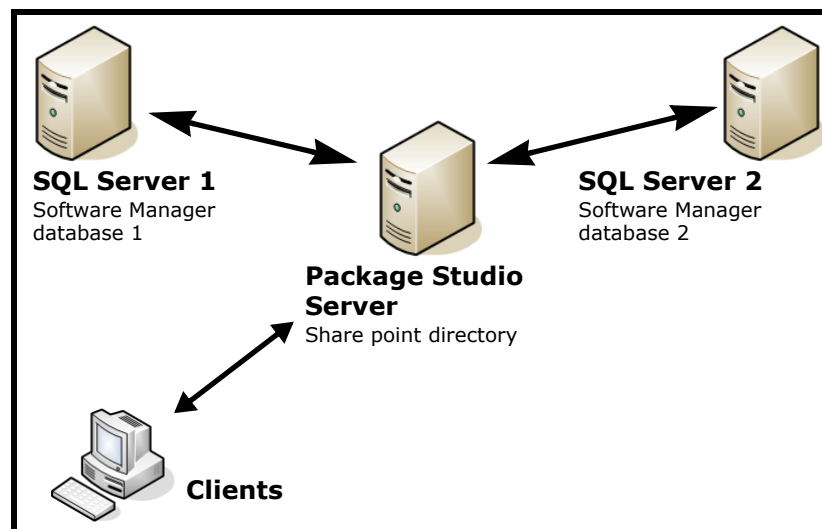 SQL Server 1
Software Manager
database 1
SQL Server 2
Software Manager
database 2
Package Studio
Server
Share point directory
Clients